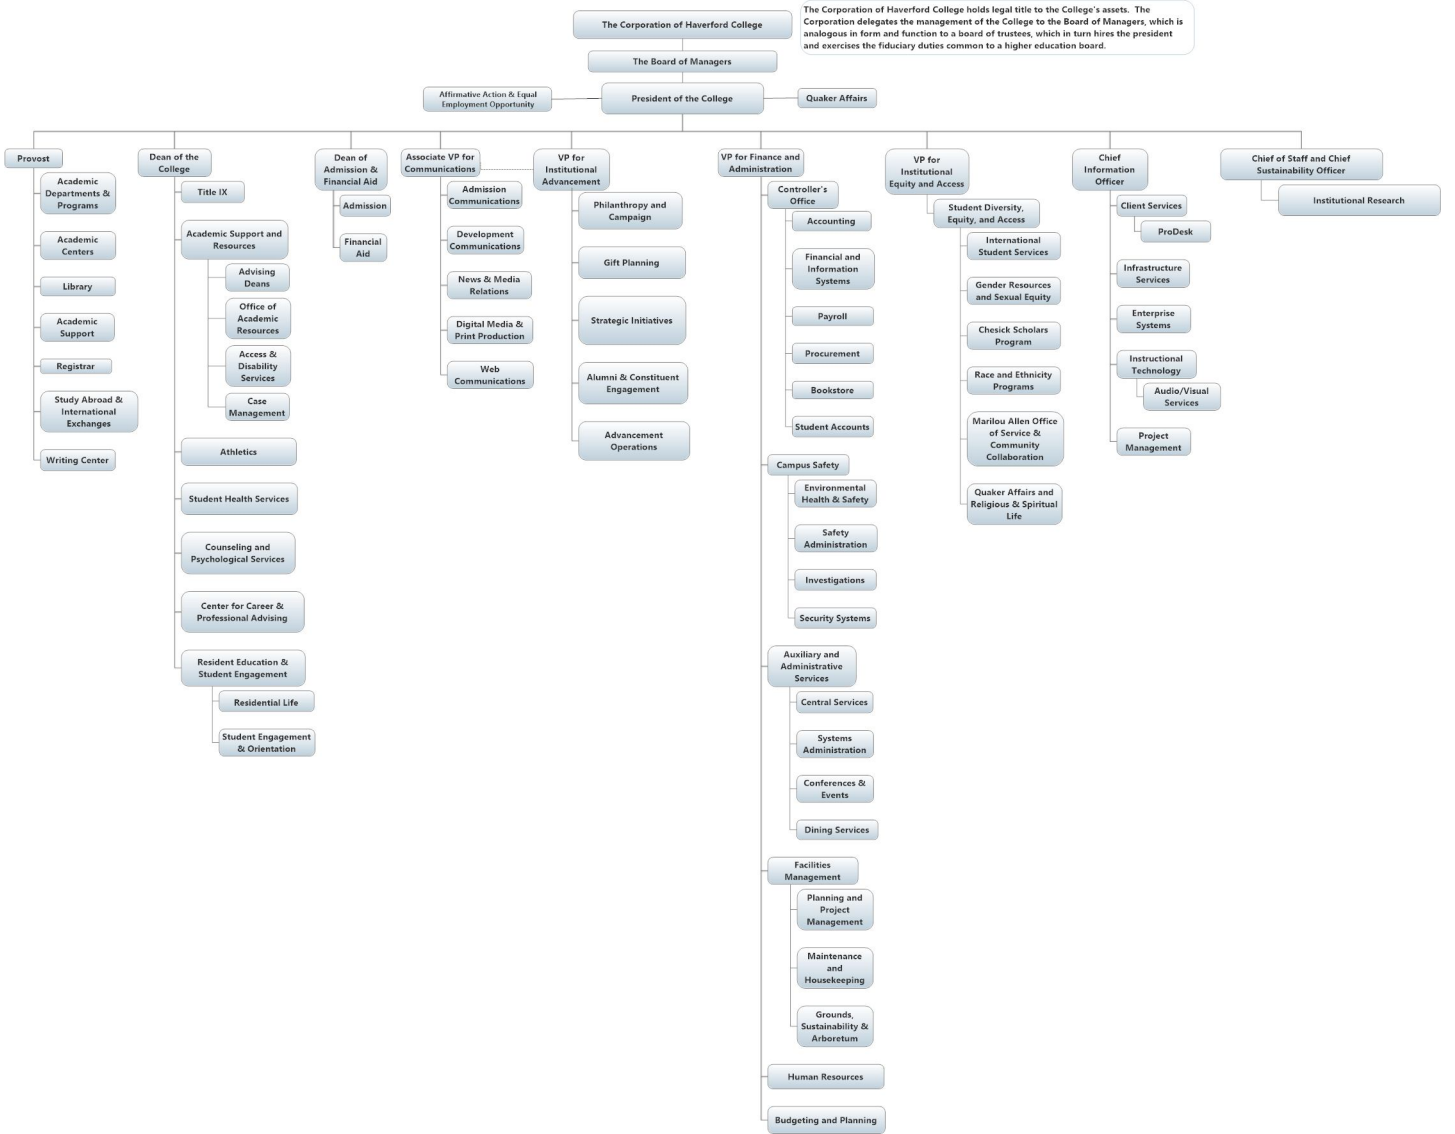 The Corporation of Haverford College
The Corporation of Haverford College holds legal title to the College's assets.  The
Corporation delegates the management of the College to the Board of Managers, which is
analogous in form and function to a board of trustees, which in turn hires the president
and exercises the fiduciary duties common to a higher education board.
The Board of Managers
Affirmative Action & Equal
Employment Opportunity
President of the College
Quaker Affairs
Provost
Academic
Departments &
Programs
Academic
Centers
Library
Academic
Support
Registrar
Study Abroad &
International
Exchanges
Writing Center
Dean of the
College
Title IX
Academic Support and
Resources
Advising
Deans
Office of
Academic
Resources
Access &
Disability
Services
Case
Management
Athletics
Student Health Services
Counseling and
Psychological Services
Center for Career &
Professional Advising
Resident Education &
Student Engagement
Residential Life
Student Engagement
& Orientation
Dean of
Admission &
Financial Aid
Admission
Financial
Aid
Associate VP for
Communications
Admission
Communications
Development
Communications
News & Media
Relations
Digital Media &
Print Production
Web
Communications
VP for
Institutional
Advancement
Philanthropy and
Campaign
Gift Planning
Strategic Initiatives
Alumni & Constituent
Engagement
Advancement
Operations
VP for Finance and
Administration
Controller's
Office
Accounting
Financial and
Information
Systems
Payroll
Procurement
Bookstore
Student Accounts
Campus Safety
Environmental
Health & Safety
Safety
Administration
Investigations
Security Systems
Auxiliary and
Administrative
Services
Central Services
Systems
Administration
Conferences &
Events
Dining Services
Facilities
Management
Planning and
Project
Management
Maintenance
and
Housekeeping
Grounds,
Sustainability &
Arboretum
Human Resources
Budgeting and Planning
VP for
Institutional
Equity and Access
Student Diversity,
Equity, and Access
International
Student Services
Gender Resources
and Sexual Equity
Chesick Scholars
Program
Race and Ethnicity
Programs
Marilou Allen Office
of Service &
Community
Collaboration
Quaker Affairs and
Religious & Spiritual
Life
Chief
Information
Officer
Client Services
ProDesk
Infrastructure
Services
Enterprise
Systems
Instructional
Technology
Audio/Visual
Services
Project
Management
Chief of Staff and Chief
Sustainability Officer
Institutional Research